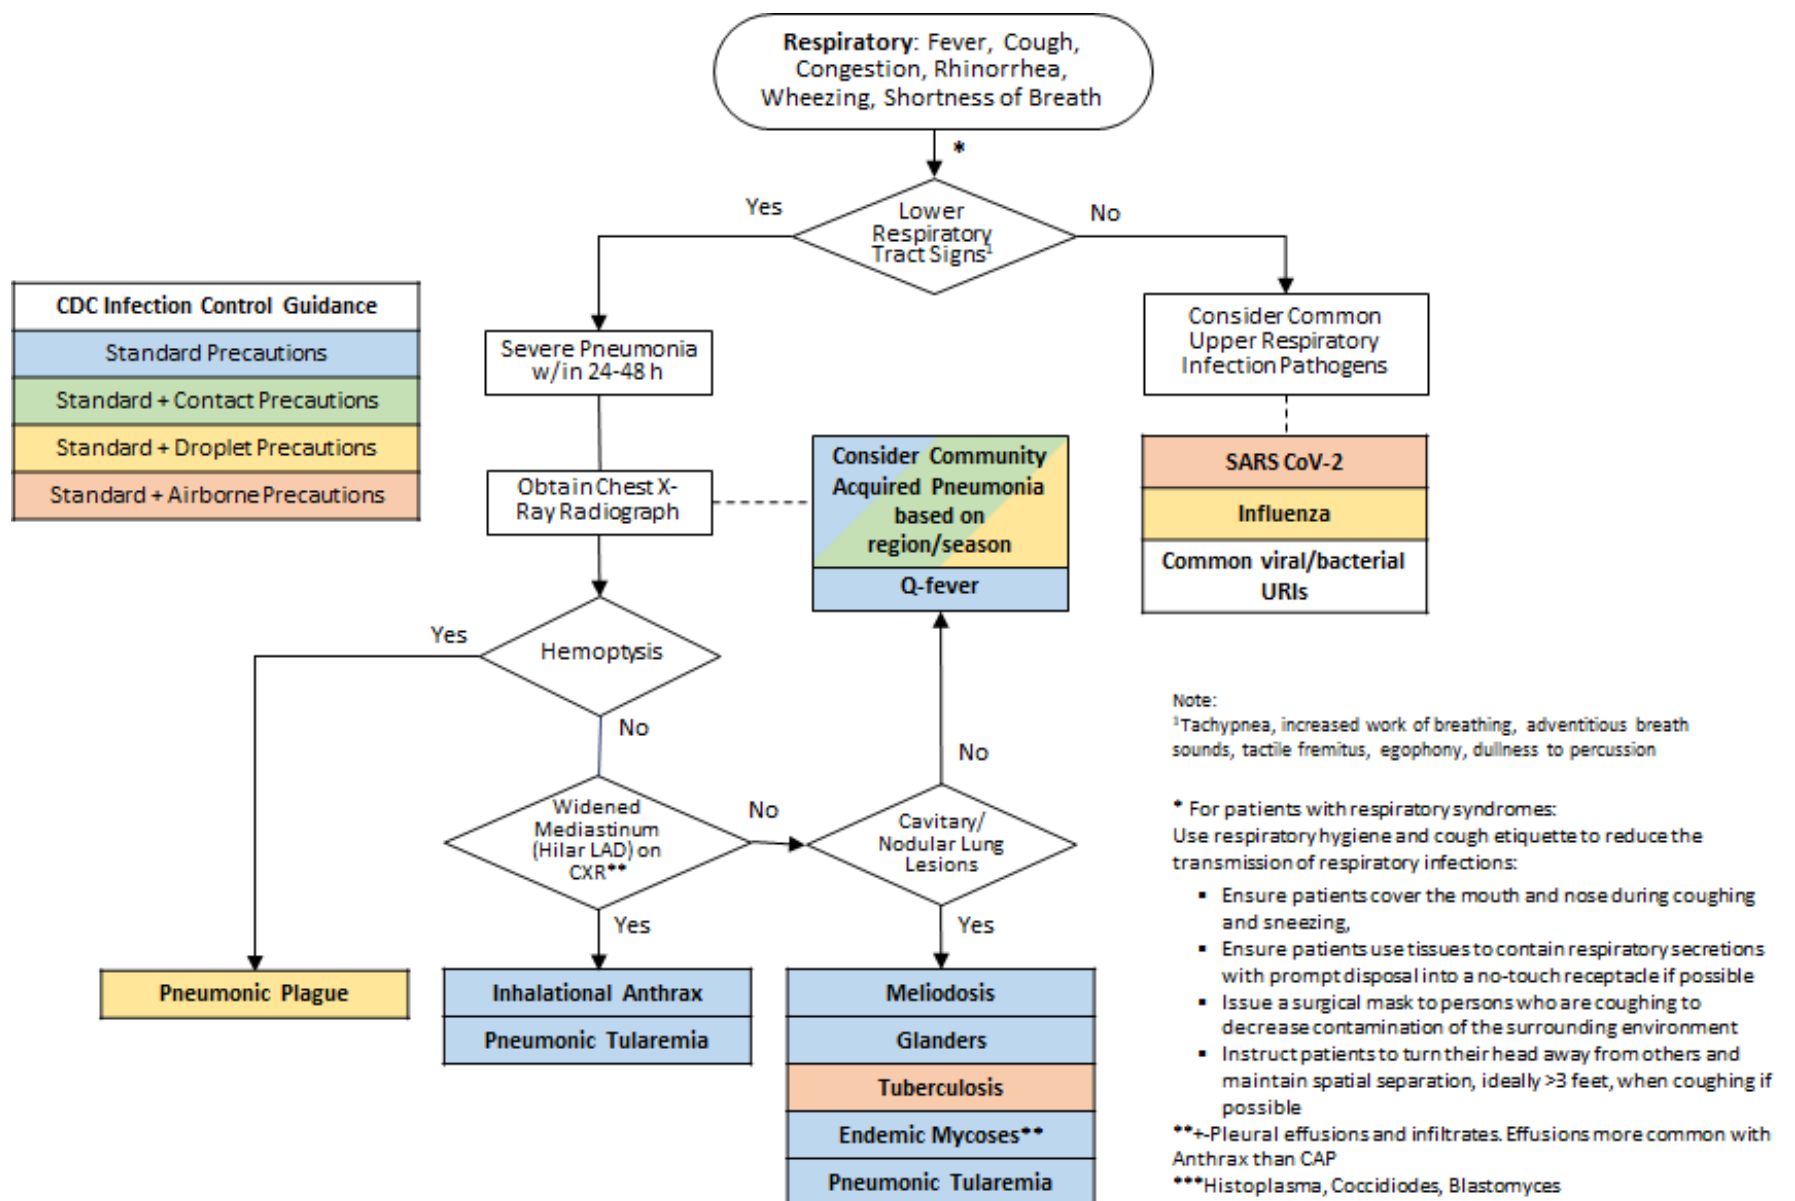 Respiratory: Fever, Cough,
Congestion, Rhinorrhea,
Wheezing, Shortness of Breath
*
Yes
Lower
Respiratory
Tract Signs1
No
CDC Infection Control Guidance
Standard Precautions
Standard + Contact Precautions
Standard + Droplet Precautions
Standard + Airborne Precautions
Severe Pneumonia
w/in 24-48 h
Consider Common
Upper Respiratory
Infection Pathogens
Obtain Chest X-
Ray Radiograph
Consider Community
Acquired Pneumonia
based on
region/season
Q-fever
SARS CoV-2
Influenza
Common viral/bacterial
URIs
Yes
Hemoptysis
No
Widened
Mediastinum
(Hilar LAD) on
CXR**
No
Cavitary/
Nodular Lung
Lesions
No
Yes
Yes
Pneumonic Plague
Inhalational Anthrax
Pneumonic Tularemia
Meliodosis
Glanders
Tuberculosis
Endemic Mycoses**
Pneumonic Tularemia
Note:
1Tachypnea, increased work of breathing, adventitious breath
sounds, tactile fremitus, egophony, dullness to percussion
* For patients with respiratory syndromes:
Use respiratory hygiene and cough etiquette to reduce the
transmission of respiratory infections:
▪ Ensure patients cover the mouth and nose during coughing
and sneezing,
▪ Ensure patients use tissues to contain respiratory secretions
with prompt disposal into a no-touch receptacle if possible
▪ Issue a surgical mask to persons who are coughing to
decrease contamination of the surrounding environment
▪ Instruct patients to turn their head away from others and
maintain spatial separation, ideally >3 feet, when coughing if
possible
**+-Pleural effusions and infiltrates. Effusions more common with
Anthrax than CAP
***Histoplasma, Coccidiodes, Blastomyces